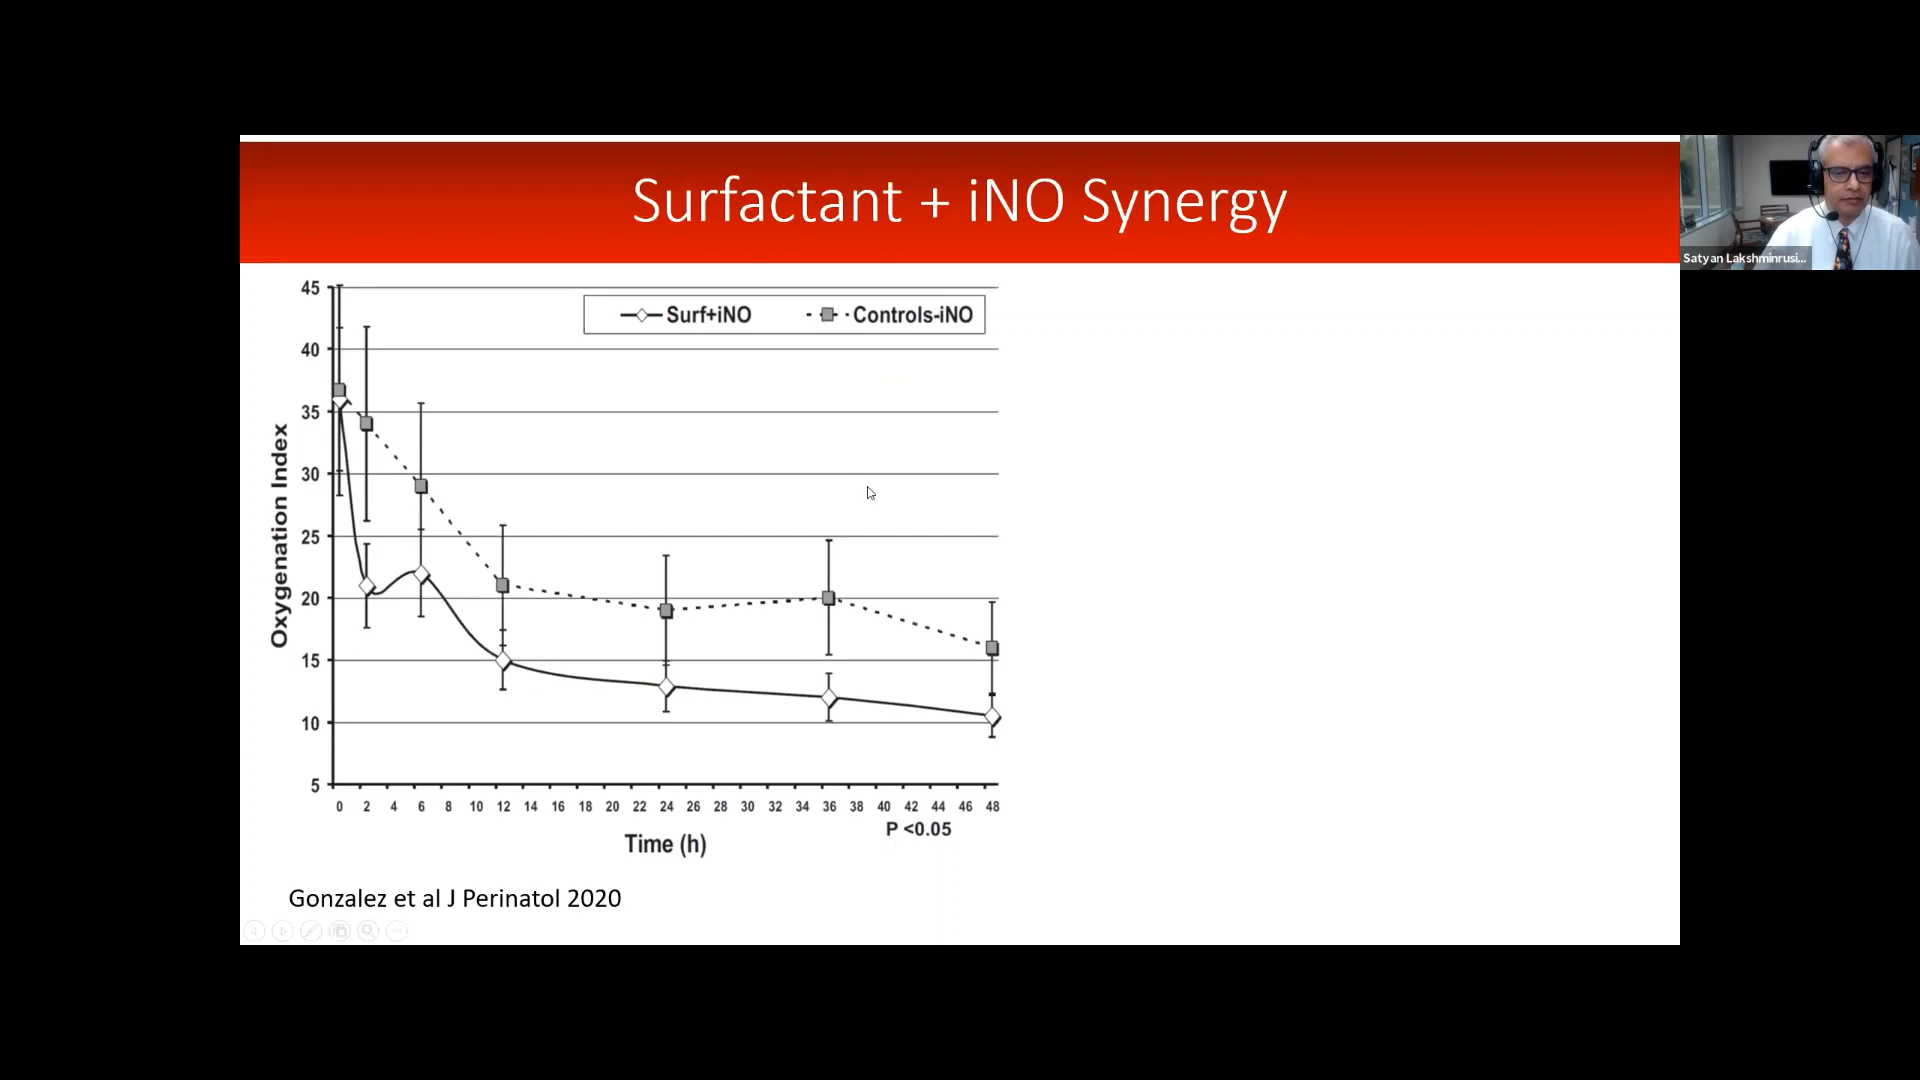 Surfactant + iNO Synergy
Satyan Lakshminrusi...
Surf+iNO
Controls-iNO
45
40
35
30
25
20
15
10
5
Oxygenation Index
0 2 4 6 8 10 12 14 16 18 20 22 24 26 28 30 32 34 36 38 40 42 44 46 48
P <0.05
Time (h)
Gonzalez et al J Perinatol 2020